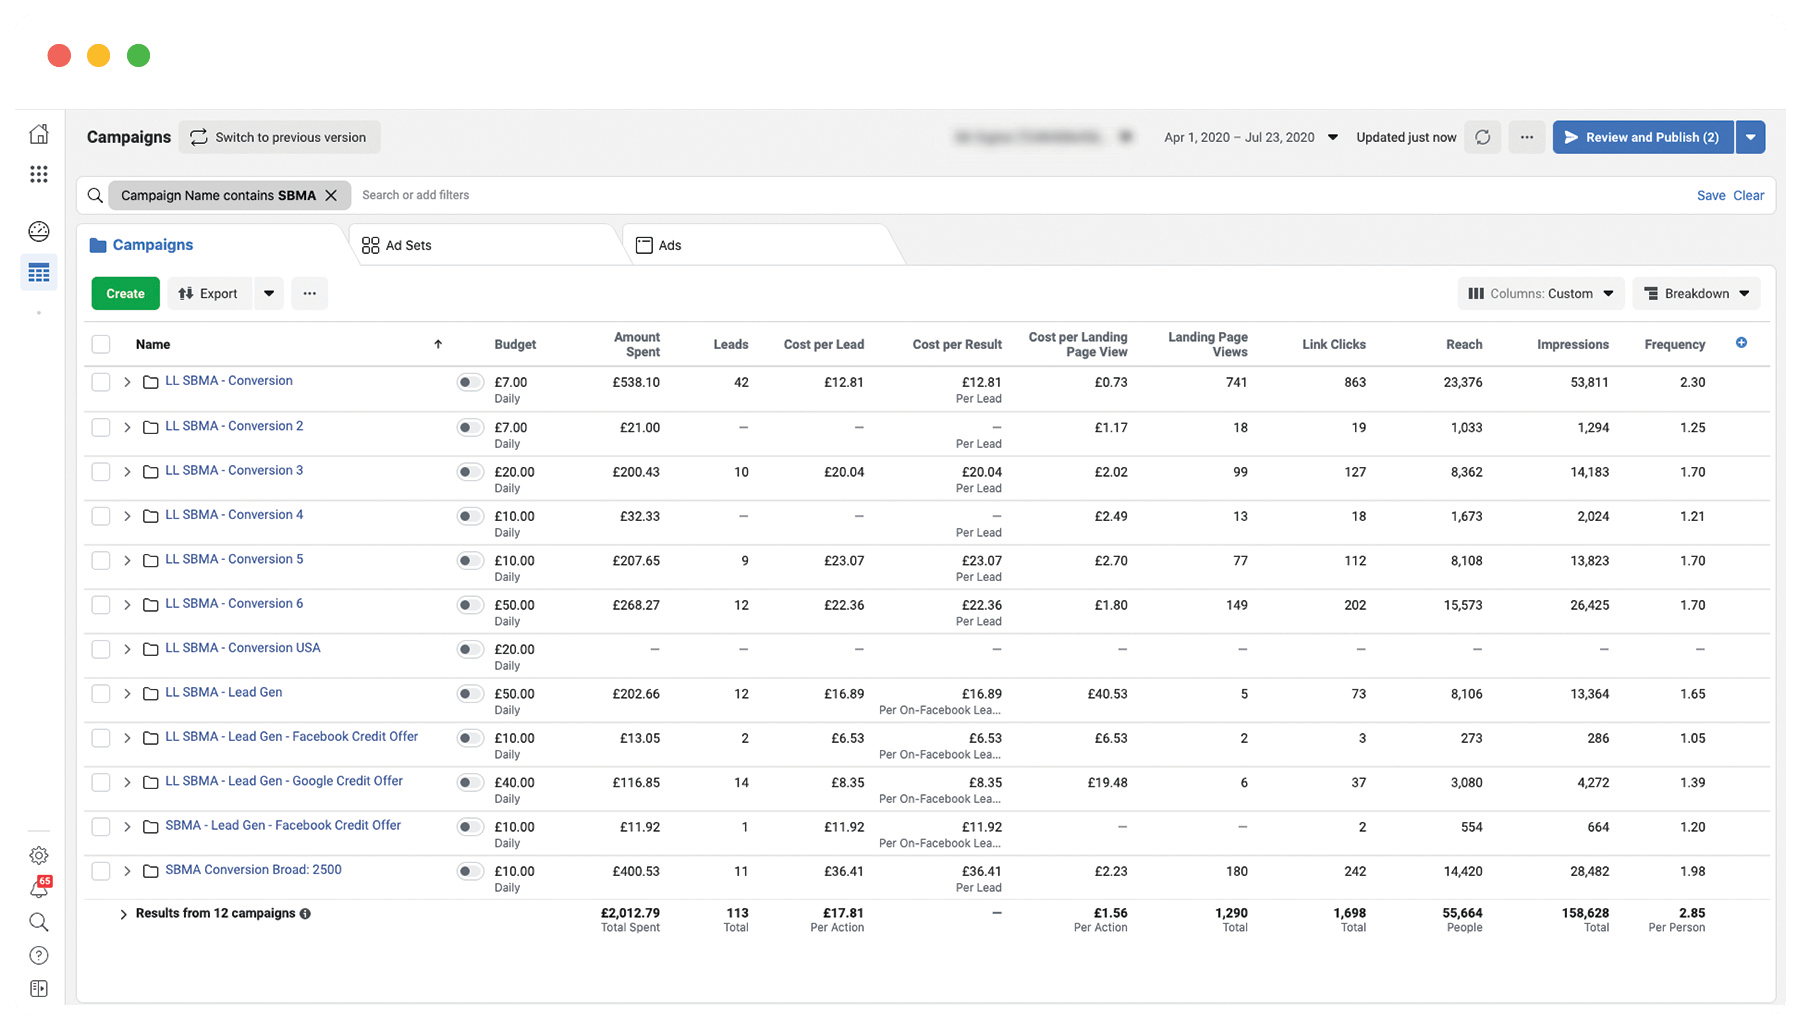 Campaigns Switch to previous version Apr 1, 2020 – Jul 23, 2020 Updated just now ... Review and Publish (2)
Campaign Name contains SBMA Search or add filters Save Clear
Campaigns Ad Sets Ads
Create Export ... Columns: Custom Breakdown
Name Budget Amount Spent Leads Cost per Lead Cost per Result Cost per Landing Page View Landing Page Views Link Clicks Reach Impressions Frequency
LL SBMA - Conversion £7.00 £538.10 42 £12.81 £12.81 £0.73 741 863 23,376 53,811 2.30
Daily Per Lead
LL SBMA - Conversion 2 £7.00 £21.00 – – – £1.17 18 19 1,033 1,294 1.25
Daily Per Lead
LL SBMA - Conversion 3 £20.00 £200.43 10 £20.04 £20.04 £2.02 99 127 8,362 14,183 1.70
Daily Per Lead
LL SBMA - Conversion 4 £10.00 £32.33 – – – £2.49 13 18 1,673 2,024 1.21
Daily Per Lead
LL SBMA - Conversion 5 £10.00 £207.65 9 £23.07 £23.07 £2.70 77 112 8,108 13,823 1.70
Daily Per Lead
LL SBMA - Conversion 6 £50.00 £268.27 12 £22.36 £22.36 £1.80 149 202 15,573 26,425 1.70
Daily Per Lead
LL SBMA - Conversion USA £20.00 – – – – – – – – – –
Daily
LL SBMA - Lead Gen £50.00 £202.66 12 £16.89 £16.89 £40.53 5 73 8,106 13,364 1.65
Daily Per On-Facebook Lea...
LL SBMA - Lead Gen - Facebook Credit Offer £10.00 £13.05 2 £6.53 £6.53 £6.53 2 3 273 286 1.05
Daily Per On-Facebook Lea...
LL SBMA - Lead Gen - Google Credit Offer £40.00 £116.85 14 £8.35 £8.35 £19.48 6 37 3,080 4,272 1.39
Daily Per On-Facebook Lea...
SBMA - Lead Gen - Facebook Credit Offer £10.00 £11.92 1 £11.92 £11.92 – – 2 554 664 1.20
Daily Per On-Facebook Lea...
SBMA Conversion Broad: 2500 £10.00 £400.53 11 £36.41 £36.41 £2.23 180 242 14,420 28,482 1.98
Daily Per Lead
65
Results from 12 campaigns £2,012.79 113 £17.81 – £1.56 1,290 1,698 55,664 158,628 2.85
Total Spent Total Per Action Per Action Total Total People Total Per Person